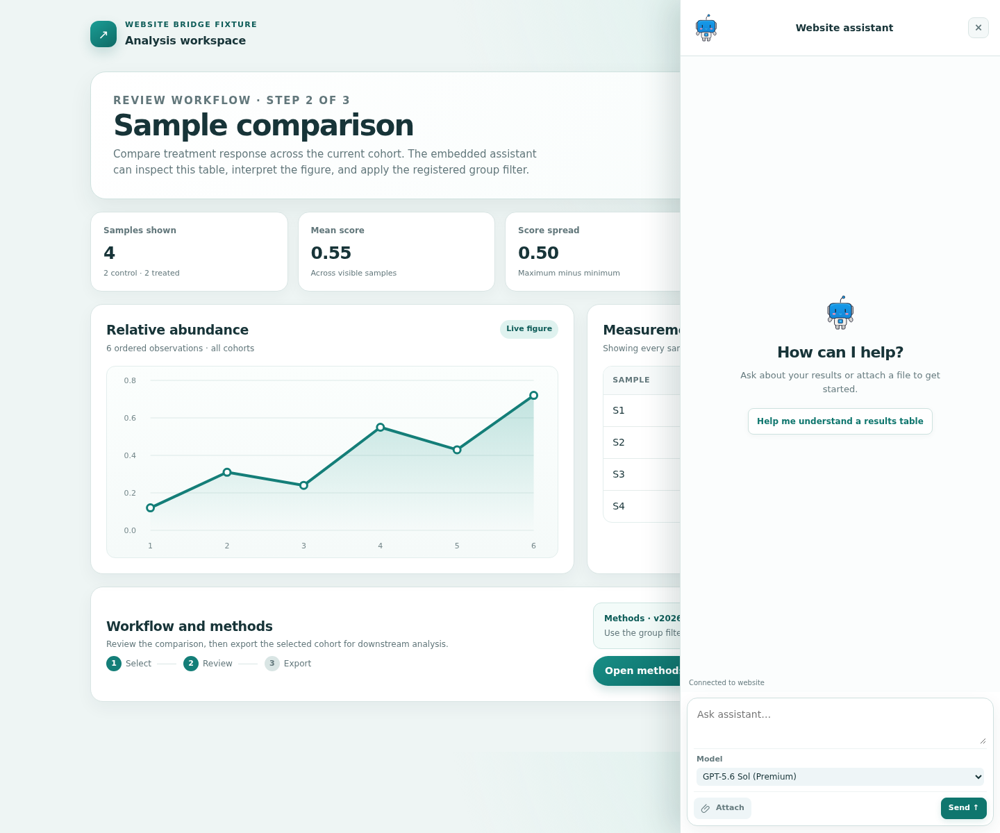 WEBSITE BRIDGE FIXTURE
Analysis workspace
REVIEW WORKFLOW · STEP 2 OF 3
Sample comparison
Compare treatment response across the current cohort. The embedded assistant
can inspect this table, interpret the figure, and apply the registered group filter.
Samples shown
4
2 control · 2 treated
Mean score
0.55
Across visible samples
Score spread
0.50
Maximum minus minimum
Relative abundance
Live figure
6 ordered observations · all cohorts
0.8
0.6
0.4
0.2
0.0
1 2 3 4 5 6
Showing every
SAMPLE
S1
S2
S3
S4
Workflow and methods
Review the comparison, then export the selected cohort for downstream analysis.
1 Select 2 Review 3 Export
Methods · v2026
Use the group
Open
Website assistant
×
How can I help?
Ask about your results or attach a file to get
started.
Help me understand a results table
Connected to website
Ask assistant...
Model
GPT-5.6 Sol (Premium)
Attach
Send ↑